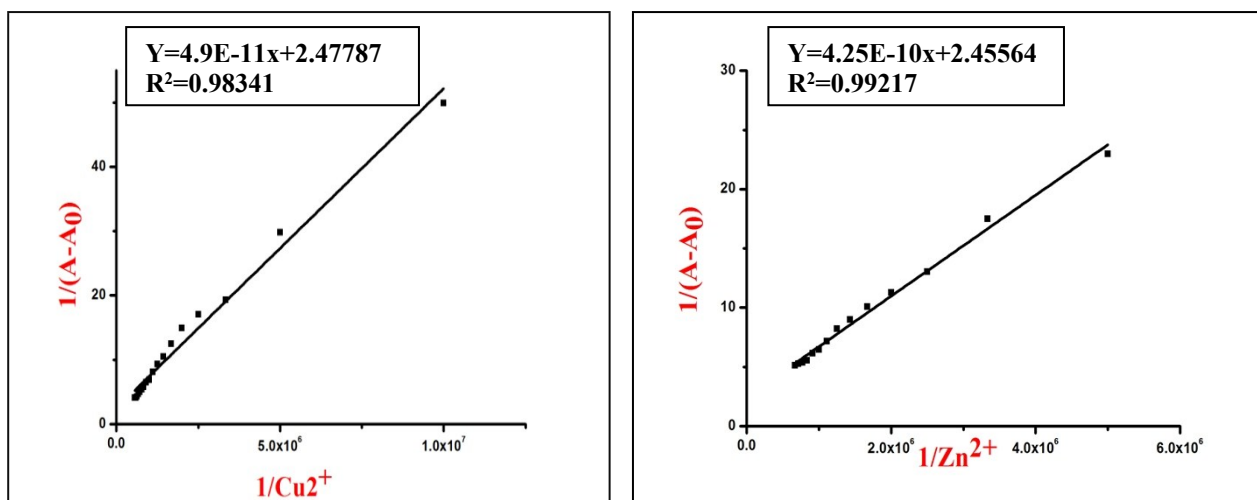 Y=4.9E-11x+2.47787
R²=0.98341
1/(A-A₀)
40
20
0
0.0
5.0x10⁶
1.0x10⁷
1/Cu2⁺
Y=4.25E-10x+2.45564
R²=0.99217
1/(A-A₀)
30
20
10
0
0.0
2.0x10⁶
4.0x10⁶
6.0x10⁶
1/Zn²⁺